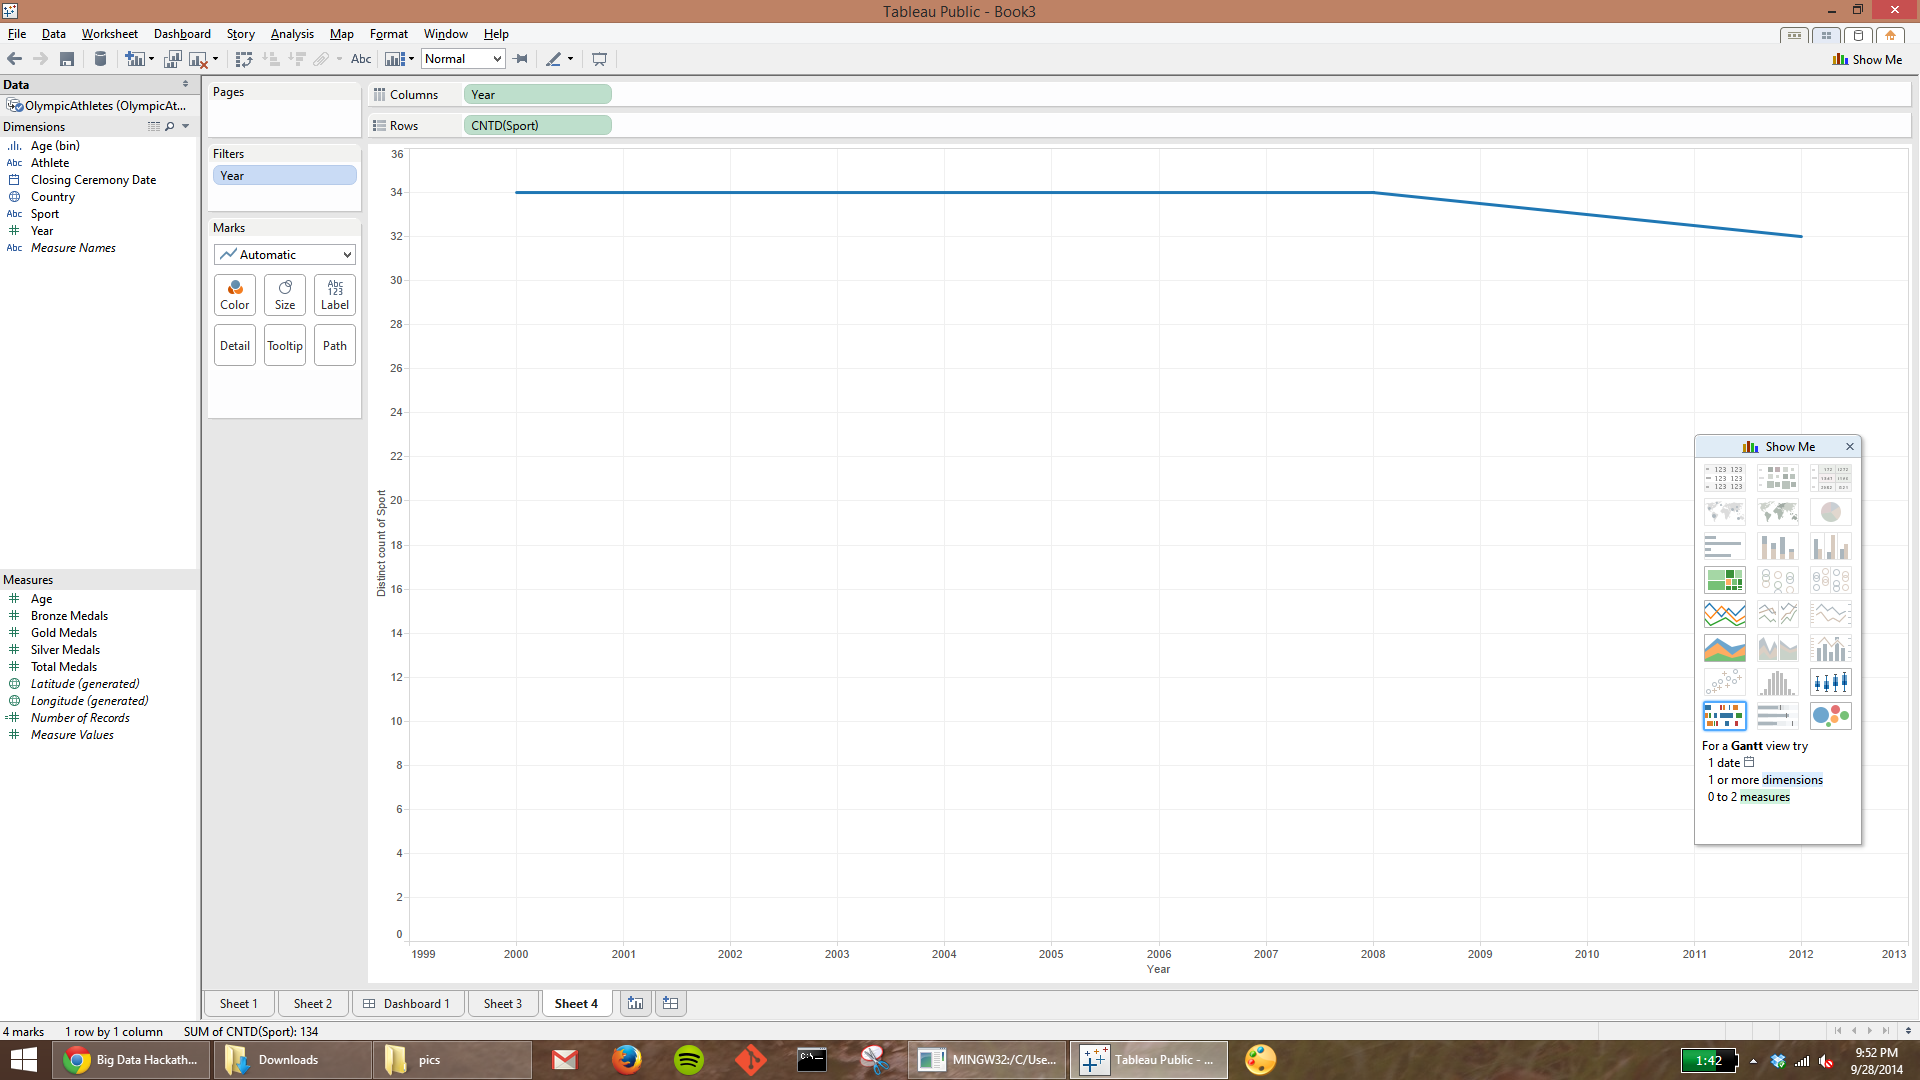 Tableau Public - Book3
File Data Worksheet Dashboard Story Analysis Map Format Window Help
Abc Normal Show Me
Data
OlympicAthletes (OlympicAt...
Dimensions
Age (bin)
Abc Athlete
Closing Ceremony Date
Country
Abc Sport
Year
Abc Measure Names
Measures
Age
Bronze Medals
Gold Medals
Silver Medals
Total Medals
Latitude (generated)
Longitude (generated)
Number of Records
Measure Values
Pages
Filters
Year
Marks
Automatic
Color Size Abc 123 Label
Detail Tooltip Path
Columns Year
Rows CNTD(Sport)
36
34
32
30
28
26
24
22
20
18
16
14
12
10
8
6
4
2
0
Distinct count of Sport
1999 2000 2001 2002 2003 2004 2005 2006 2007 2008 2009 2010 2011 2012 2013
Year
Show Me
For a Gantt view try
1 date
1 or more dimensions
0 to 2 measures
Sheet 1 Sheet 2 Dashboard 1 Sheet 3 Sheet 4
4 marks 1 row by 1 column SUM of CNTD(Sport): 134
Big Data Hackath... Downloads pics MINGW32:/C/Use... Tableau Public - ... 1:42
9:52 PM
9/28/2014